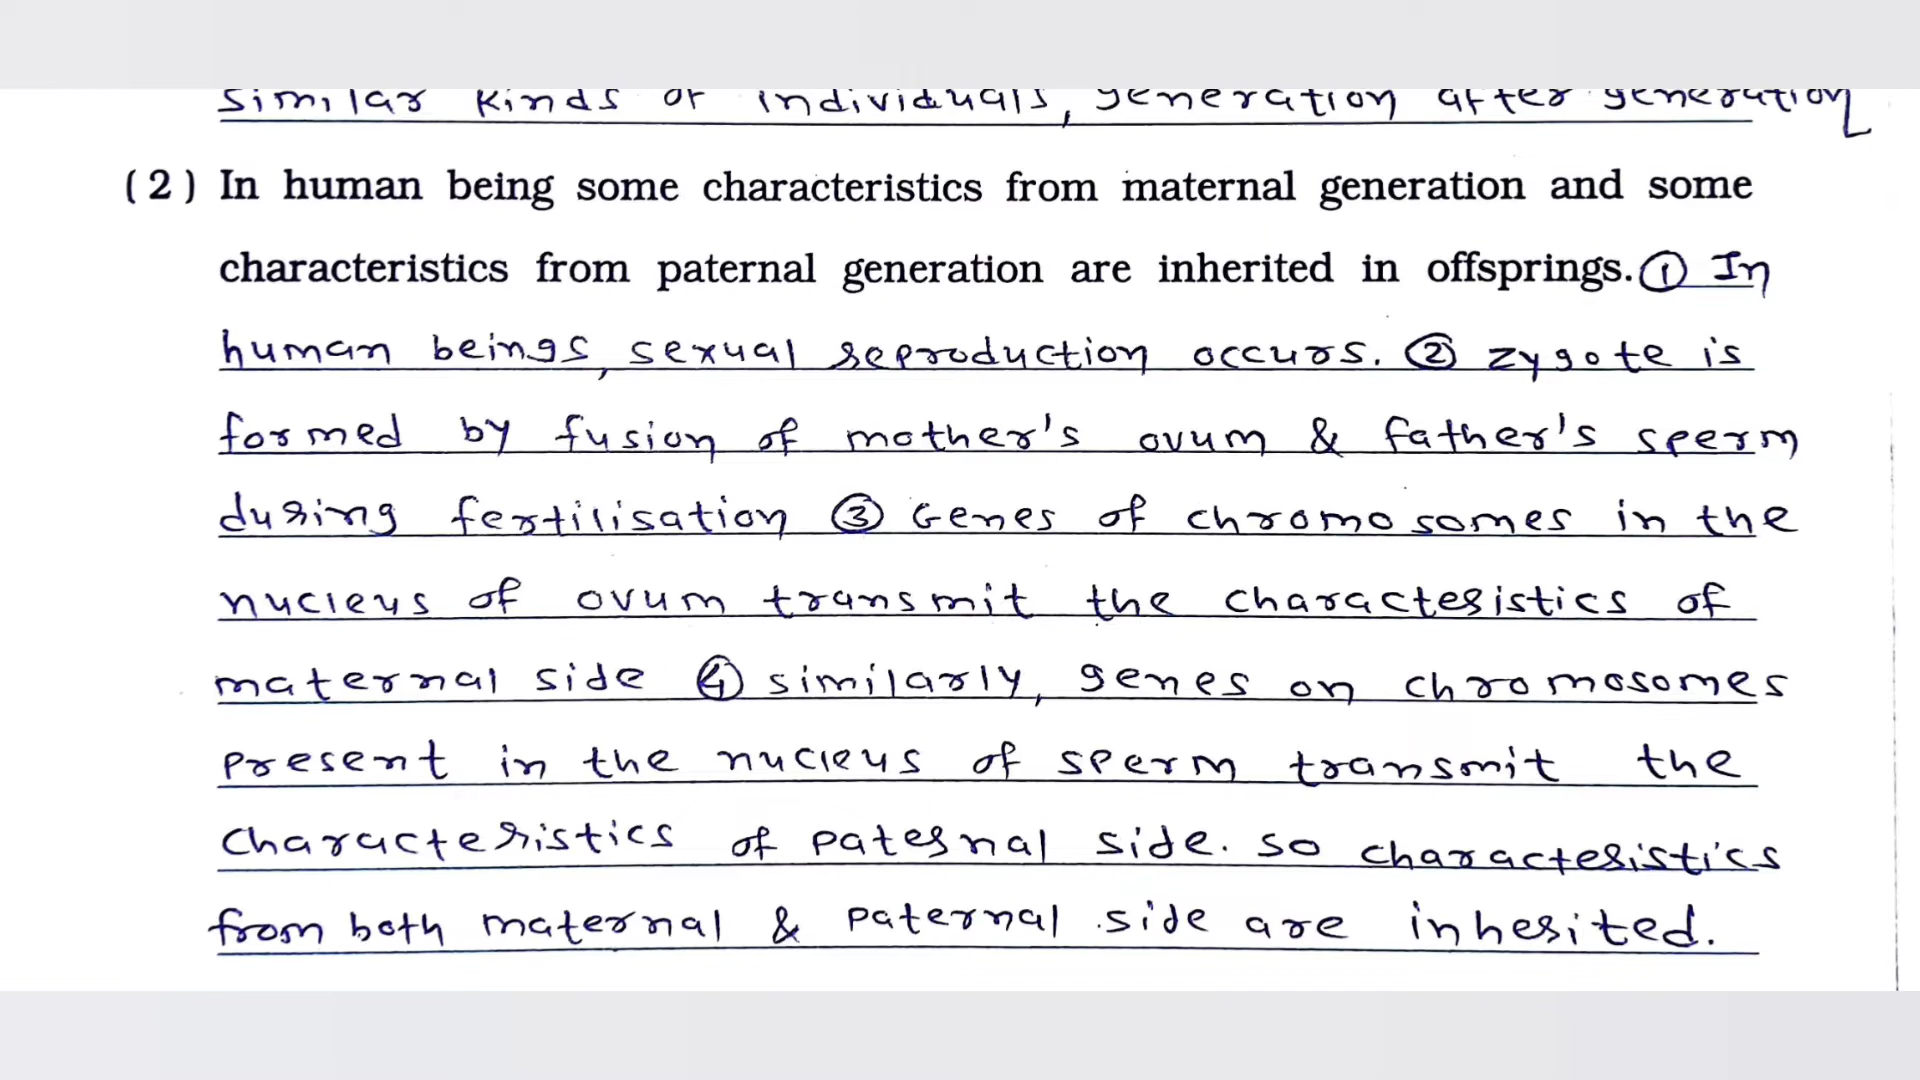 similar kinds of individuals, generation after generation
(2) In human being some characteristics from maternal generation and some
characteristics from paternal generation are inherited in offsprings. ① In
human beings, sexual reproduction occurs. ② zygote is
formed by fusion of mother's ovum & father's sperm
during fertilisation ③ Genes of chromosomes in the
nucleus of ovum transmit the characteristics of
maternal side ④ similarly, genes on chromosomes
present in the nucleus of sperm transmit the
characteristics of paternal side. so characteristics
from both maternal & paternal side are inherited.